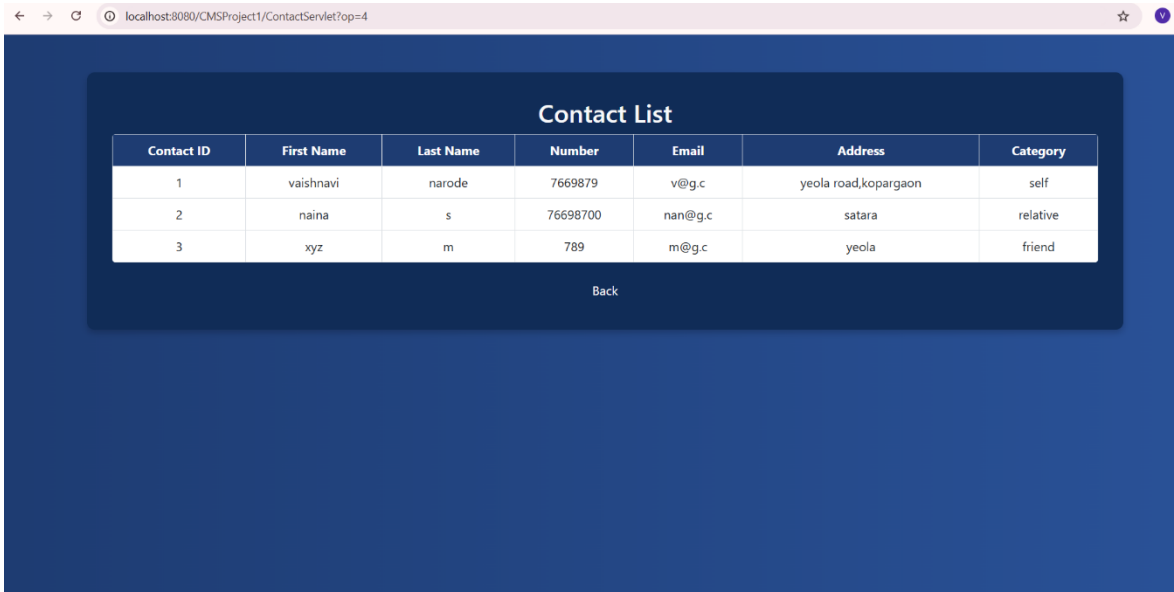 localhost:8080/CMSProject1/ContactServlet?op=4
V
Contact List
Contact ID First Name Last Name Number Email Address Category
1 vaishnavi narode 7669879 v@g.c yeola road,kopargaon self
2 naina s 76698700 nan@g.c satara relative
3 xyz m 789 m@g.c yeola friend
Back